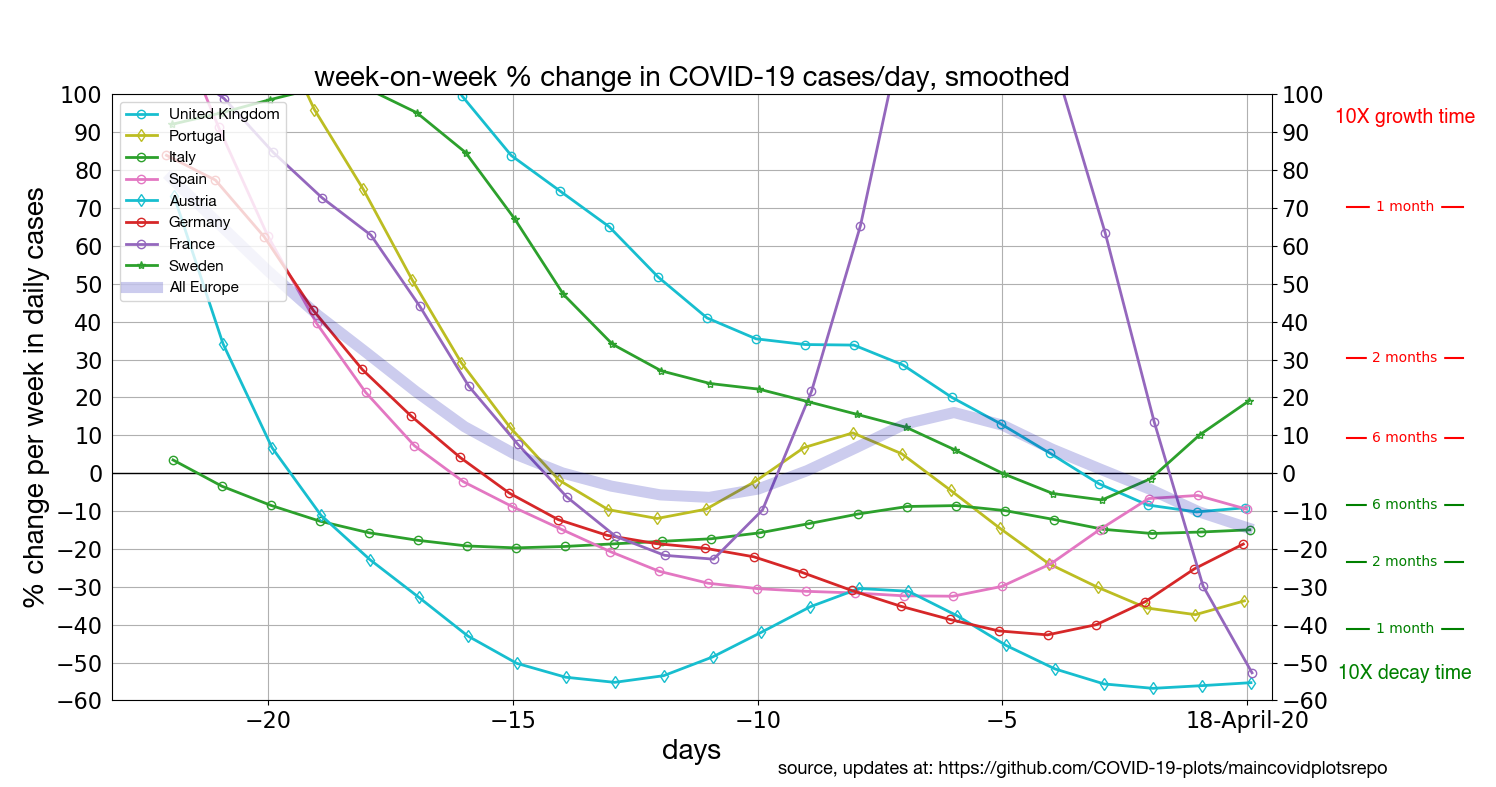 week-on-week % change in COVID-19 cases/day, smoothed
% change per week in daily cases
100
90
80
70
60
50
40
30
20
10
0
−10
−20
−30
−40
−50
−60
United Kingdom
Portugal
Italy
Spain
Austria
Germany
France
Sweden
All Europe
100
90
80
70
60
50
40
30
20
10
0
−10
−20
−30
−40
−50
−60
10X growth time
1 month
2 months
6 months
6 months
2 months
1 month
10X decay time
−20 −15 −10 −5 18-April-20
days
source, updates at: https://github.com/COVID-19-plots/maincovidplotsrepo